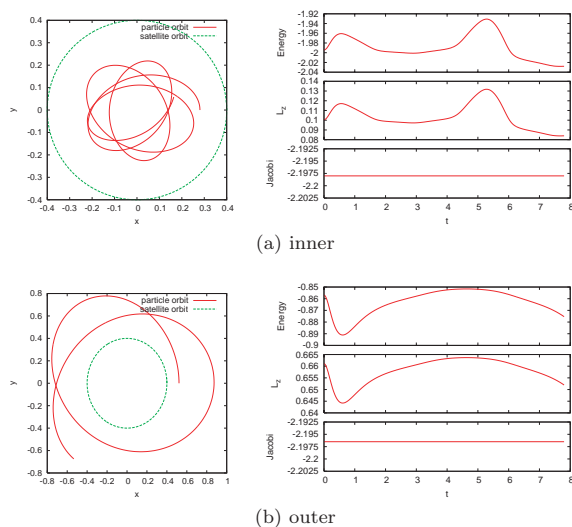 0.4
0.3
0.2
0.1
0
-0.1
-0.2
-0.3
-0.4
y
particle orbit
satellite orbit
-0.4 -0.3 -0.2 -0.1 0 0.1 0.2 0.3 0.4
x
Energy
-1.92
-1.94
-1.96
-1.98
-2
-2.02
-2.04
Lz
0.14
0.13
0.12
0.11
0.1
0.09
0.08
Jacobi
-2.1925
-2.195
-2.1975
-2.2
-2.2025
0 1 2 3 4 5 6 7 8
t
(a) inner
0.8
0.6
0.4
0.2
0
-0.2
-0.4
-0.6
-0.8
y
particle orbit
satellite orbit
-0.8 -0.6 -0.4 -0.2 0 0.2 0.4 0.6 0.8 1
x
Energy
-0.85
-0.86
-0.87
-0.88
-0.89
-0.9
Lz
0.665
0.66
0.655
0.65
0.645
0.64
Jacobi
-2.1925
-2.195
-2.1975
-2.2
-2.2025
0 1 2 3 4 5 6 7 8
t
(b) outer